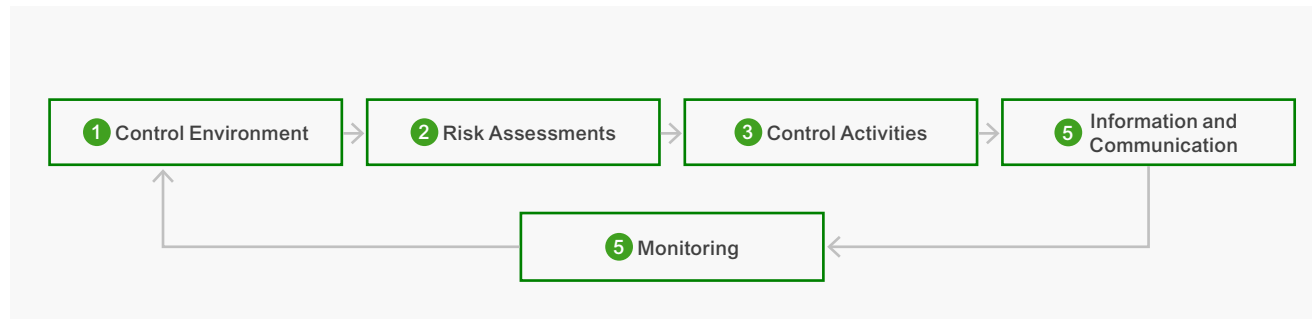 1 Control Environment
2 Risk Assessments
3 Control Activities
5 Information and
Communication
5 Monitoring